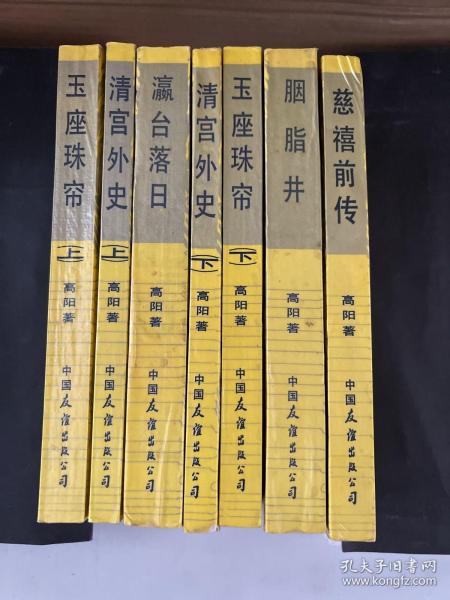 玉座珠帘
(上)
高阳著
中国友谊出版公司
清宫外史
(上)
高阳著
中国友谊出版公司
瀛台落日
高阳著
中国友谊出版公司
清宫外史
(下)
高阳著
中国友谊出版公司
玉座珠帘
(下)
高阳著
中国友谊出版公司
胭脂井
高阳著
中国友谊出版公司
慈禧前传
高阳著
中国友谊出版公司
孔夫子旧书网
www.kongfz.com